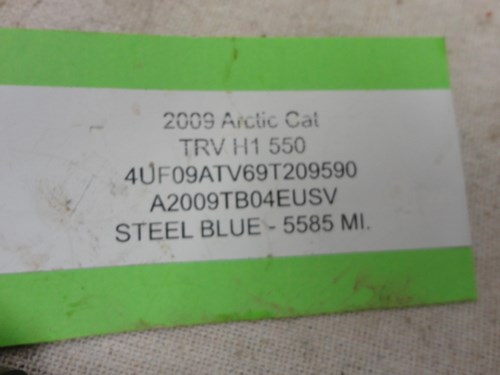 2009 Arctic Cat
TRV H1 550
4UF09ATV69T209590
A2009TB04EUSV
STEEL BLUE - 5585 MI.